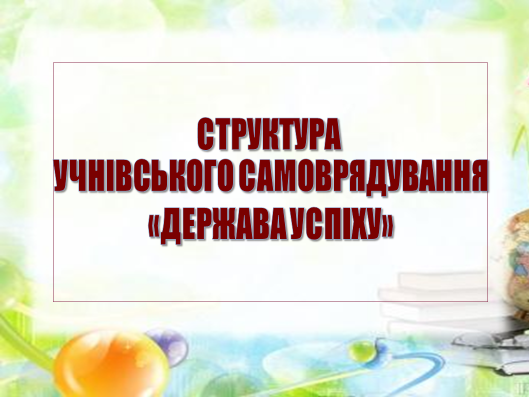 СТРУКТУРА
УЧНІВСЬКОГО САМОВРЯДУВАННЯ
«ДЕРЖАВА УСПІХУ»